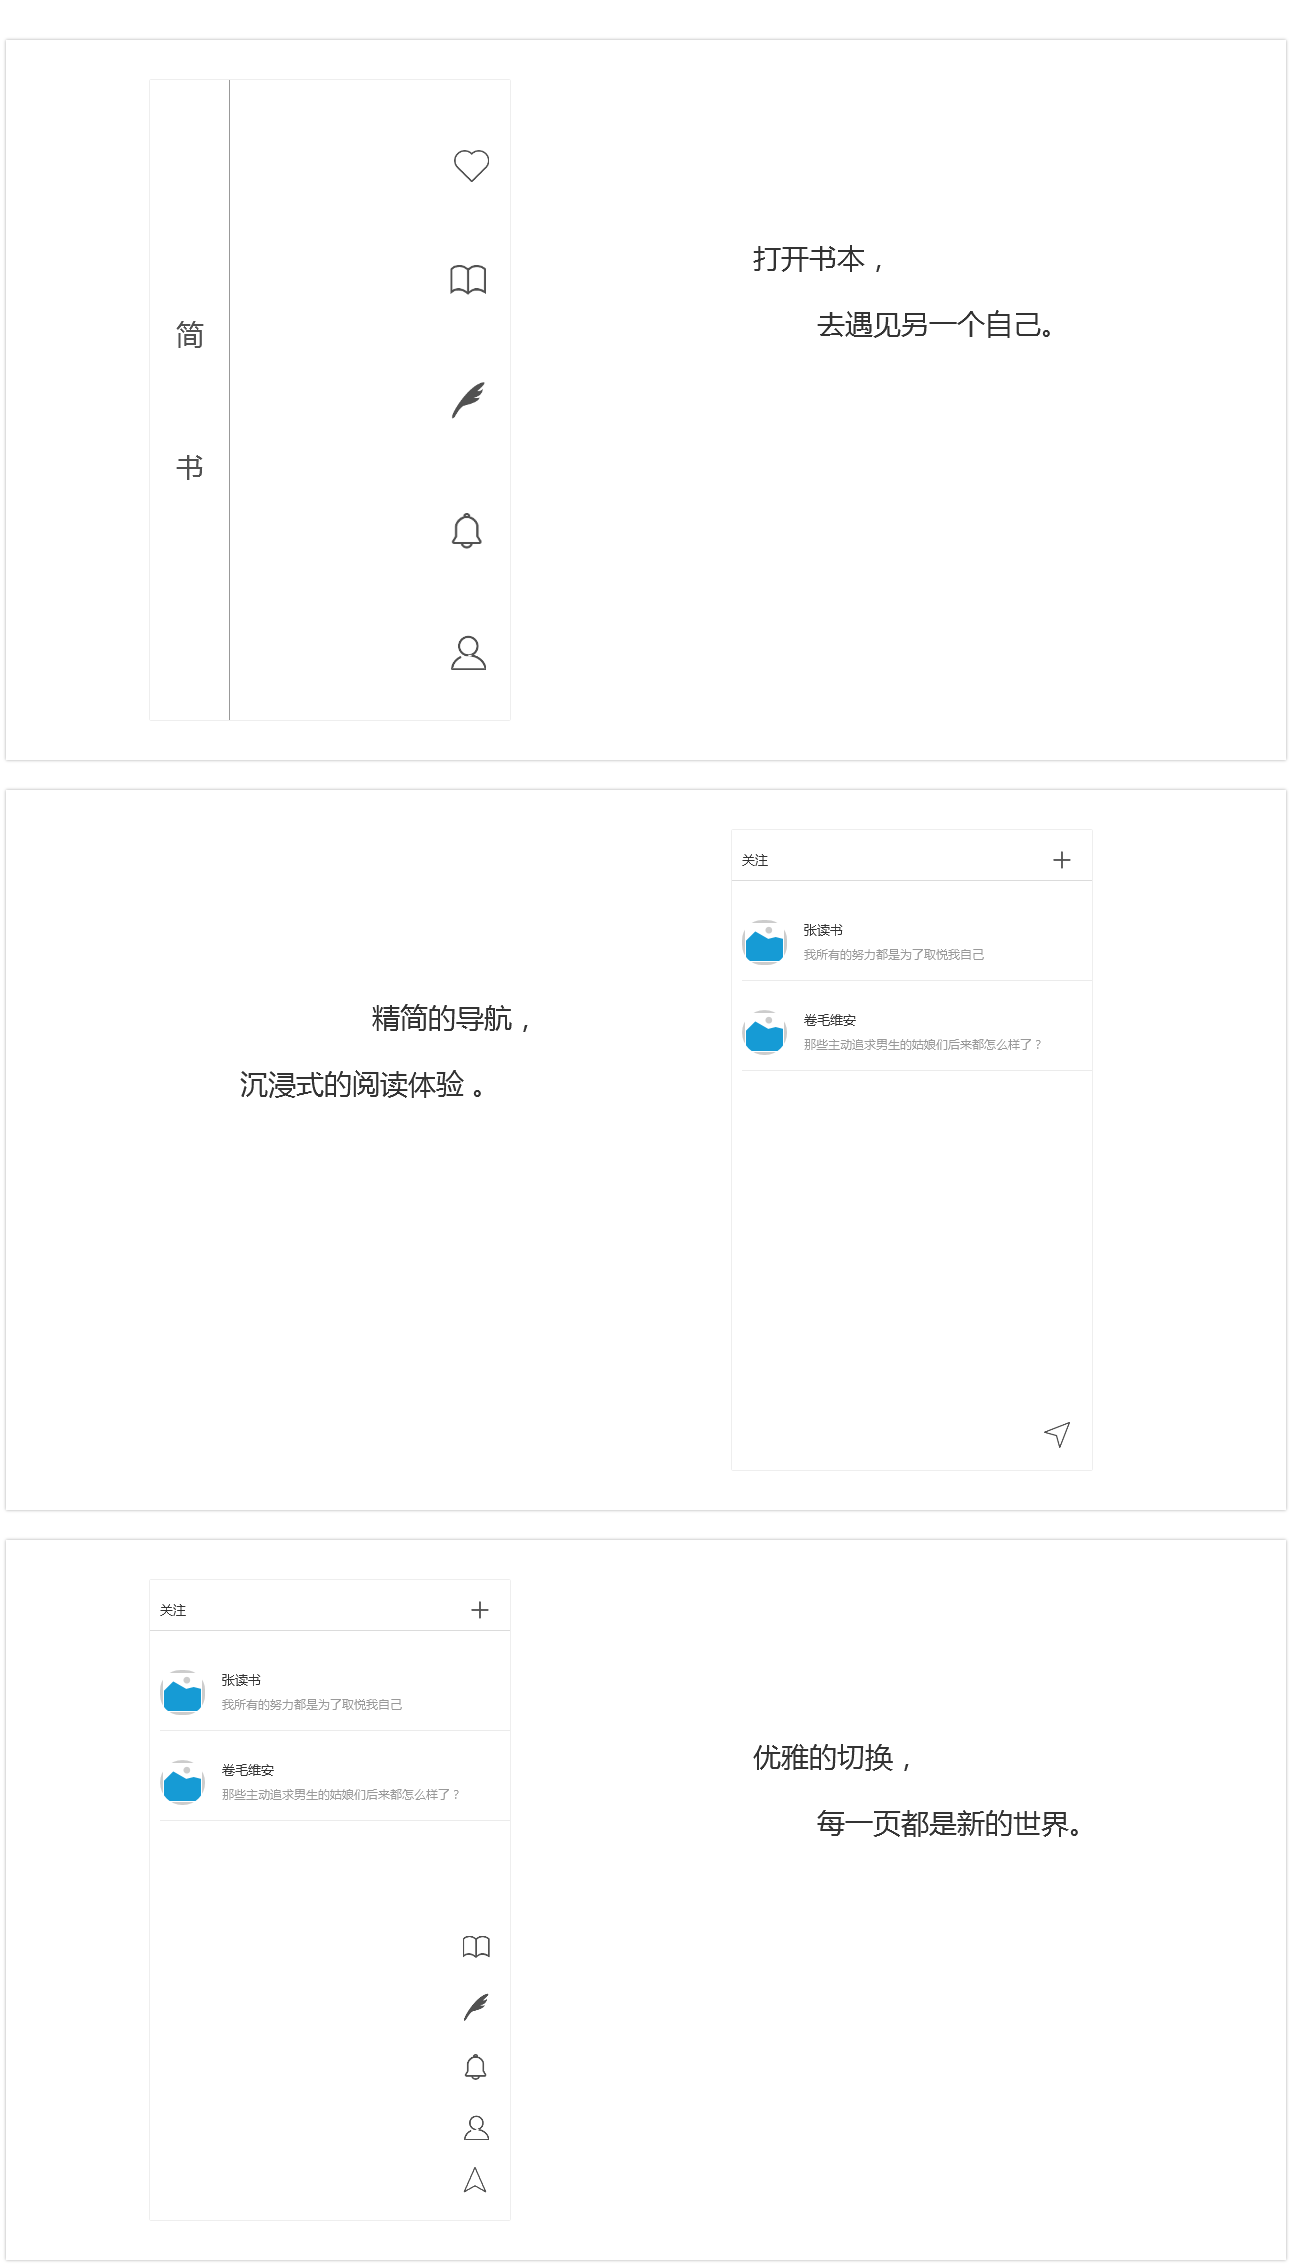 简
书
打开书本，
去遇见另一个自己。
精简的导航，
沉浸式的阅读体验 。
关注
张读书
我所有的努力都是为了取悦我自己
卷毛维安
那些主动追求男生的姑娘们后来都怎么样了？
关注
张读书
我所有的努力都是为了取悦我自己
卷毛维安
那些主动追求男生的姑娘们后来都怎么样了？
优雅的切换，
每一页都是新的世界。